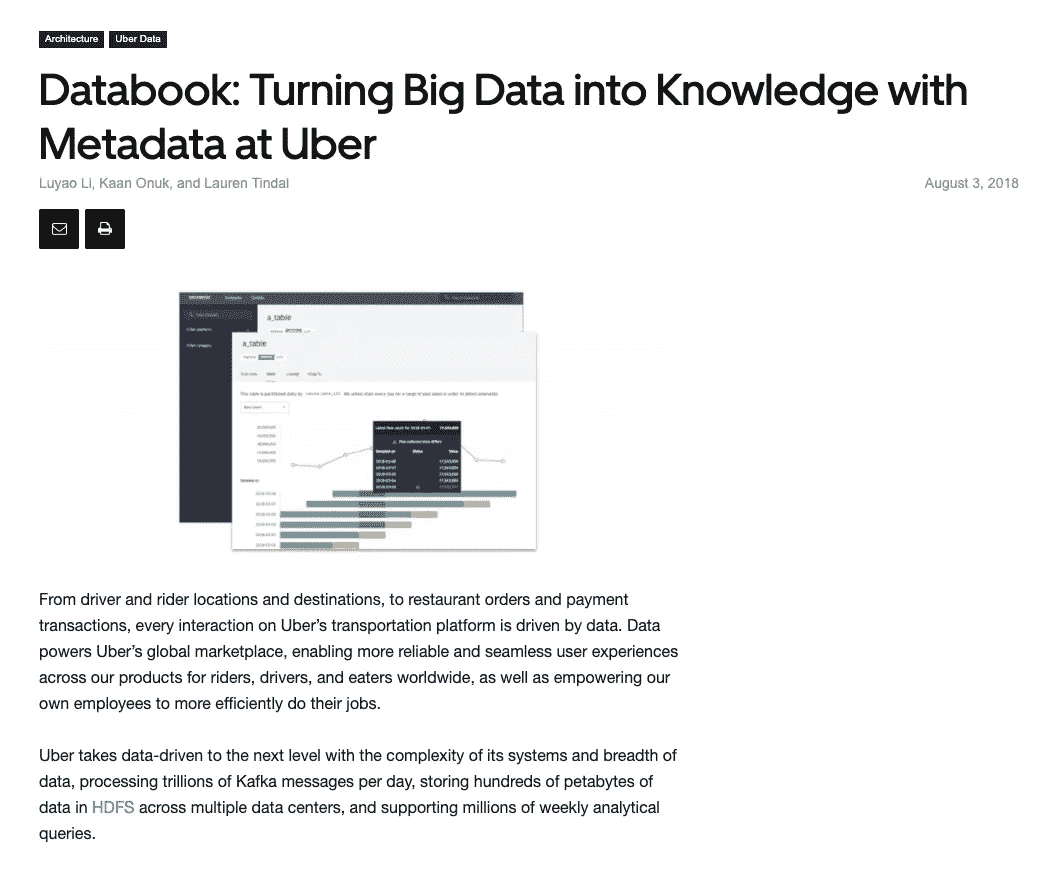 Architecture Uber Data
Databook: Turning Big Data into Knowledge with
Metadata at Uber
Luyao Li, Kaan Onuk, and Lauren Tindal
August 3, 2018
a_table
a_table
From driver and rider locations and destinations, to restaurant orders and payment
transactions, every interaction on Uber’s transportation platform is driven by data. Data
powers Uber’s global marketplace, enabling more reliable and seamless user experiences
across our products for riders, drivers, and eaters worldwide, as well as empowering our
own employees to more efficiently do their jobs.
Uber takes data-driven to the next level with the complexity of its systems and breadth of
data, processing trillions of Kafka messages per day, storing hundreds of petabytes of
data in HDFS across multiple data centers, and supporting millions of weekly analytical
queries.